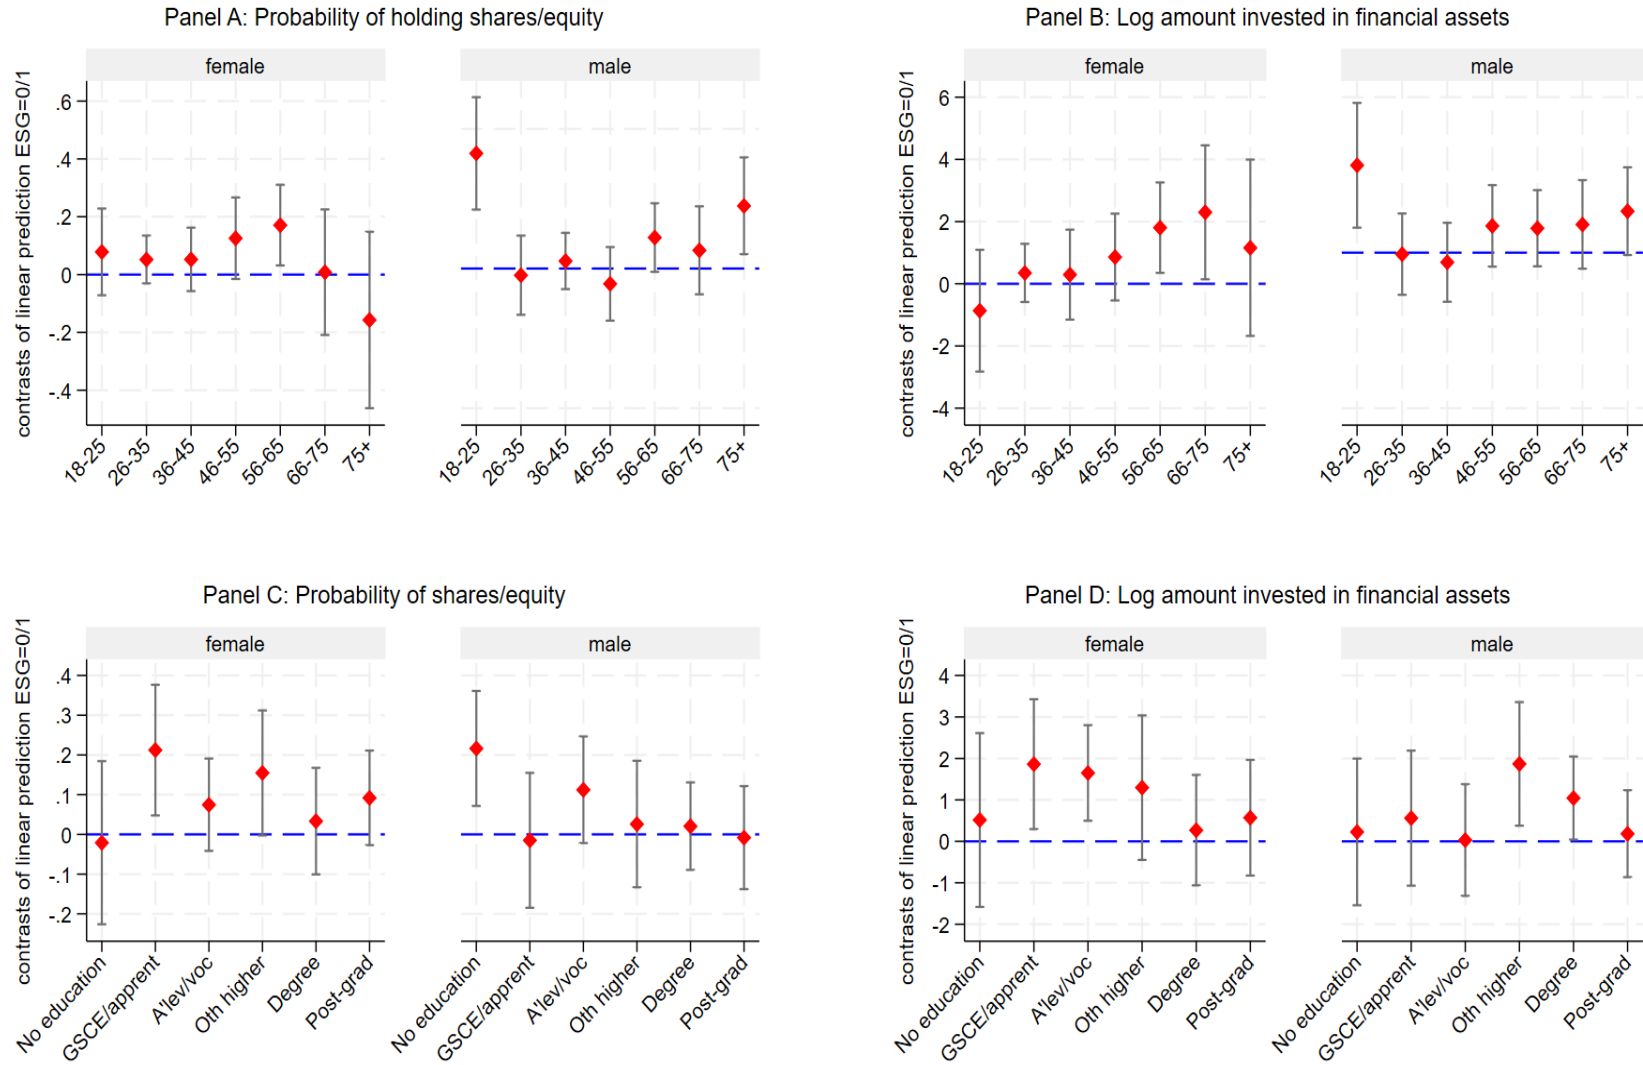 Panel A: Probability of holding shares/equity
female
male
contrasts of linear prediction ESG=0/1
.6
.4
.2
0
-.2
-.4
18-25
26-35
36-45
46-55
56-65
66-75
75+
18-25
26-35
36-45
46-55
56-65
66-75
75+
Panel B: Log amount invested in financial assets
female
male
contrasts of linear prediction ESG=0/1
6
4
2
0
-2
-4
18-25
26-35
36-45
46-55
56-65
66-75
75+
18-25
26-35
36-45
46-55
56-65
66-75
75+
Panel C: Probability of shares/equity
female
male
contrasts of linear prediction ESG=0/1
.4
.3
.2
.1
0
-.1
-.2
No education
GSCE/apprent
A'lev/voc
Oth higher
Degree
Post-grad
No education
GSCE/apprent
A'lev/voc
Oth higher
Degree
Post-grad
Panel D: Log amount invested in financial assets
female
male
contrasts of linear prediction ESG=0/1
4
3
2
1
0
-1
-2
No education
GSCE/apprent
A'lev/voc
Oth higher
Degree
Post-grad
No education
GSCE/apprent
A'lev/voc
Oth higher
Degree
Post-grad